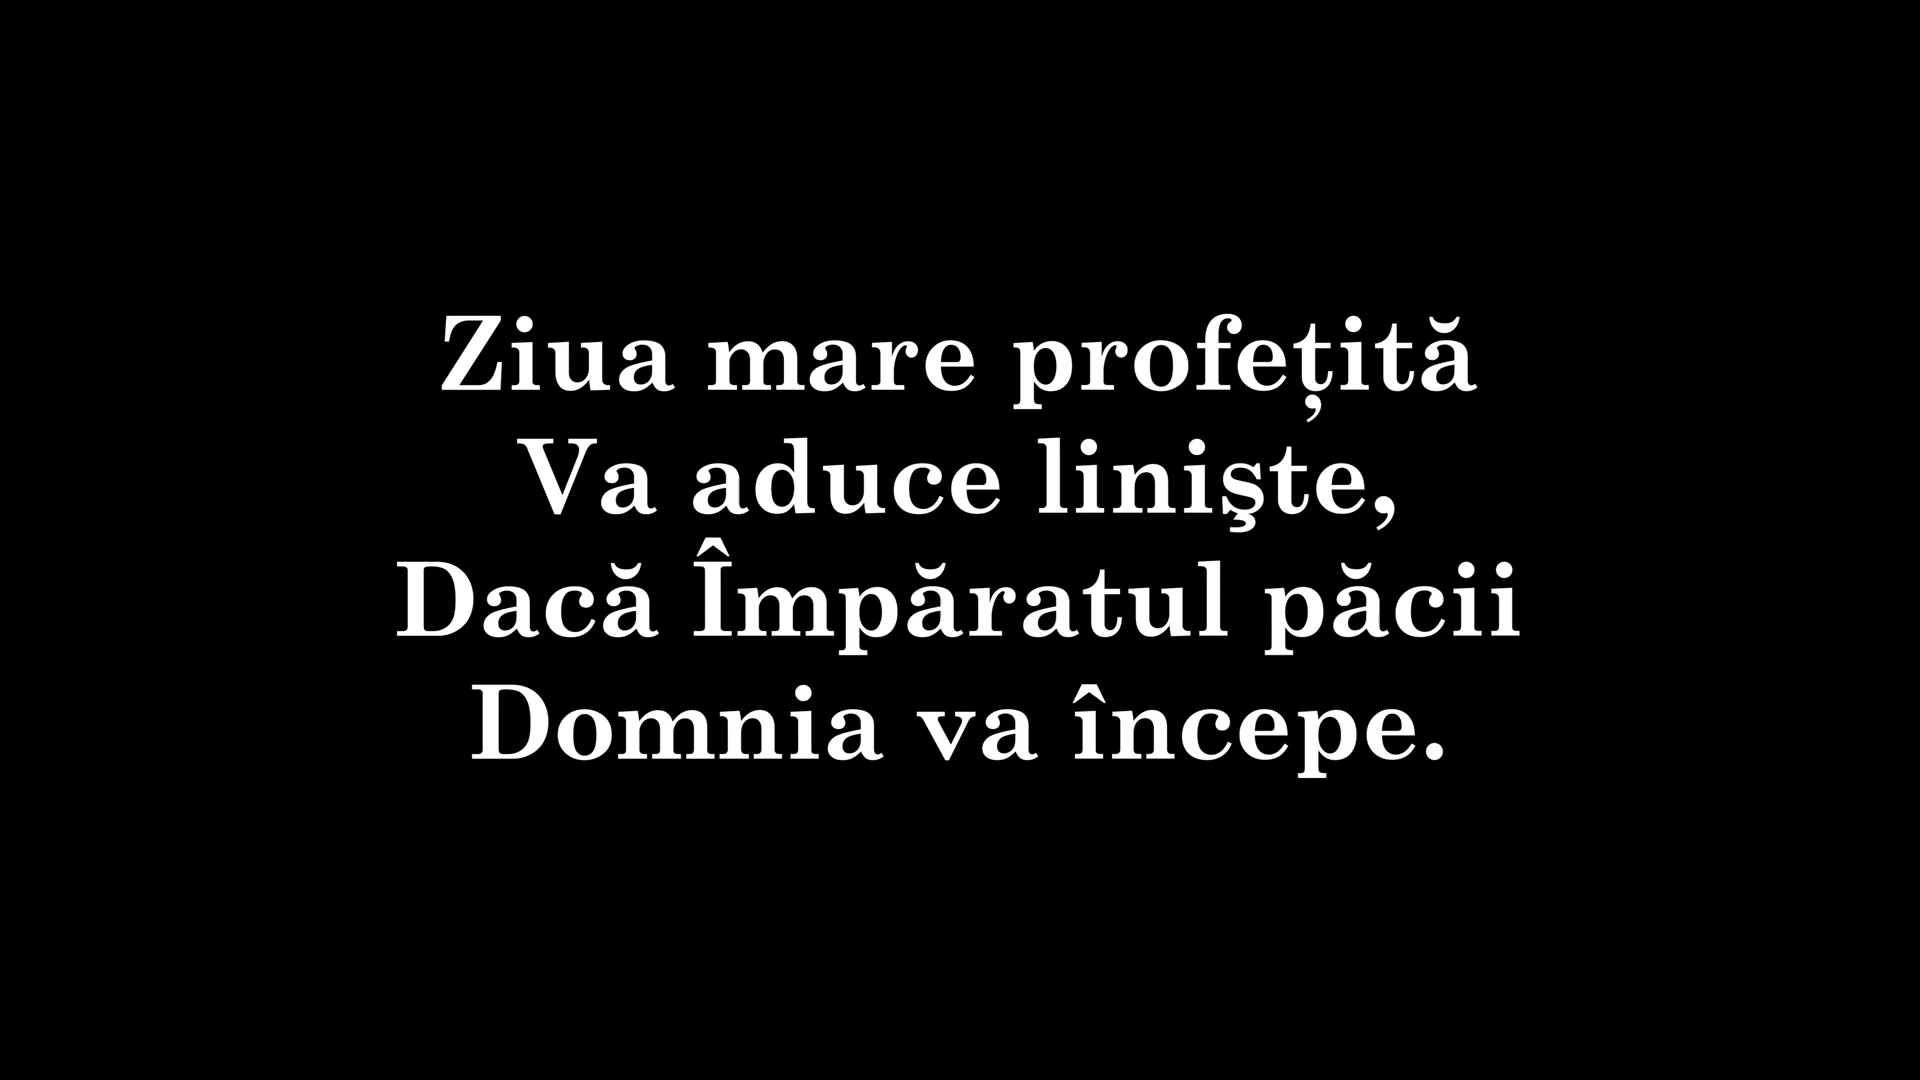 Ziua mare profețită
Va aduce linişte,
Dacă Împăratul păcii
Domnia va începe.